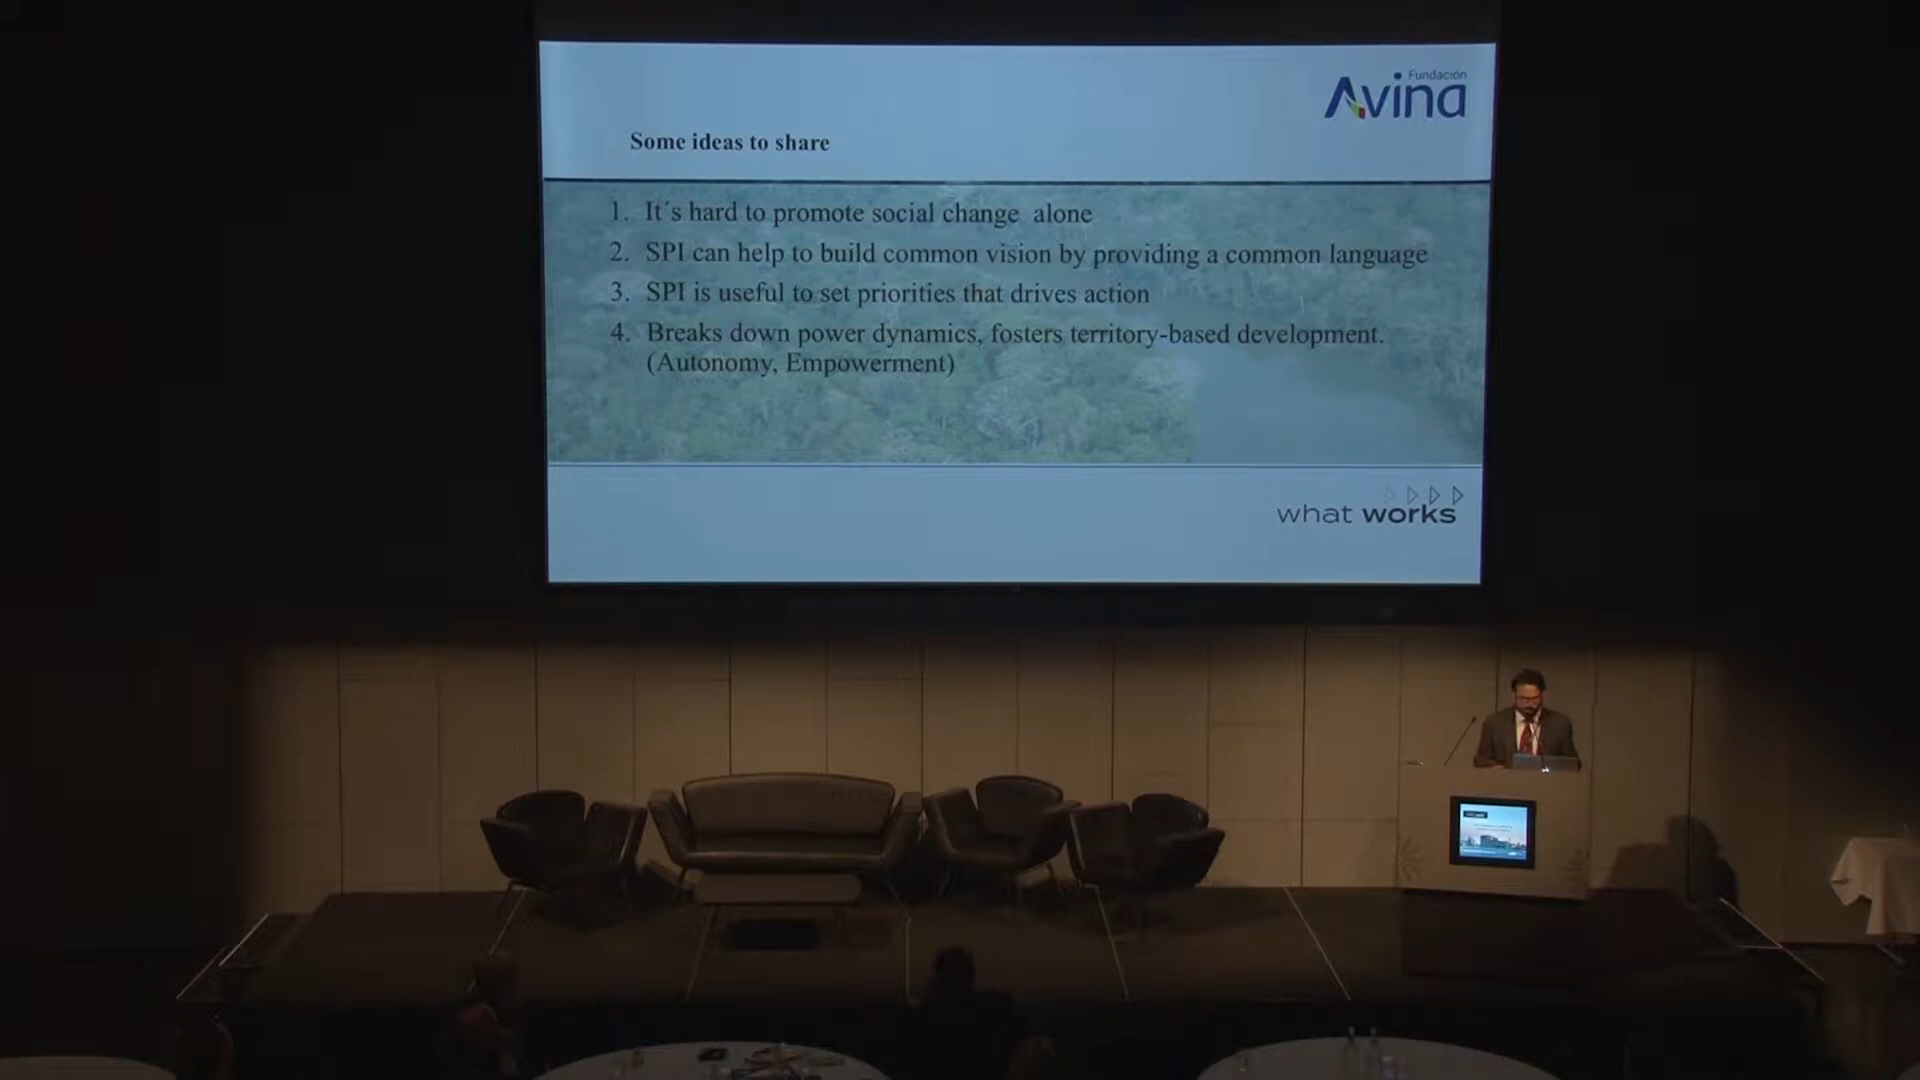 Fundación
Avina
Some ideas to share
1. It´s hard to promote social change alone
2. SPI can help to build common vision by providing a common language
3. SPI is useful to set priorities that drives action
4. Breaks down power dynamics, fosters territory-based development.
(Autonomy, Empowerment)
what works